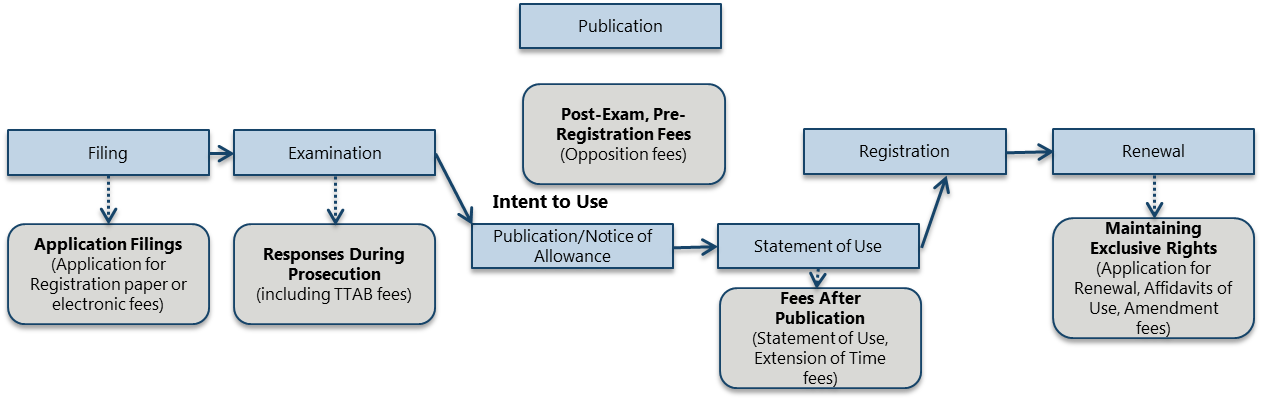 Publication
Post-Exam, Pre-
Registration Fees
(Opposition fees)
Filing
Examination
Registration
Renewal
Intent to Use
Publication/Notice of
Allowance
Statement of Use
Application Filings
(Application for
Registration paper or
electronic fees)
Responses During
Prosecution
(including TTAB fees)
Fees After
Publication
(Statement of Use,
Extension of Time
fees)
Maintaining
Exclusive Rights
(Application for
Renewal, Affidavits of
Use, Amendment
fees)